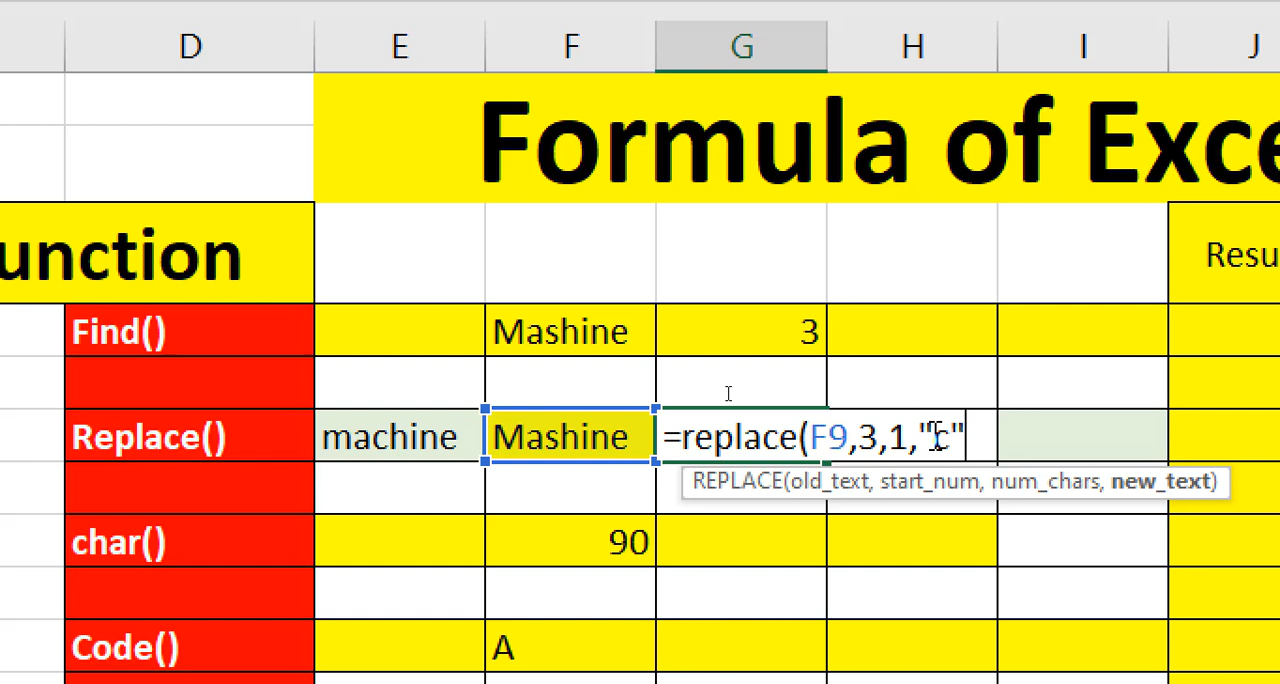 D E F G H I J
Formula of Exce
unction Resu
Find() Mashine 3
Replace() machine Mashine =replace(F9,3,1,"c"
REPLACE(old_text, start_num, num_chars, new_text)
char() 90
Code() A